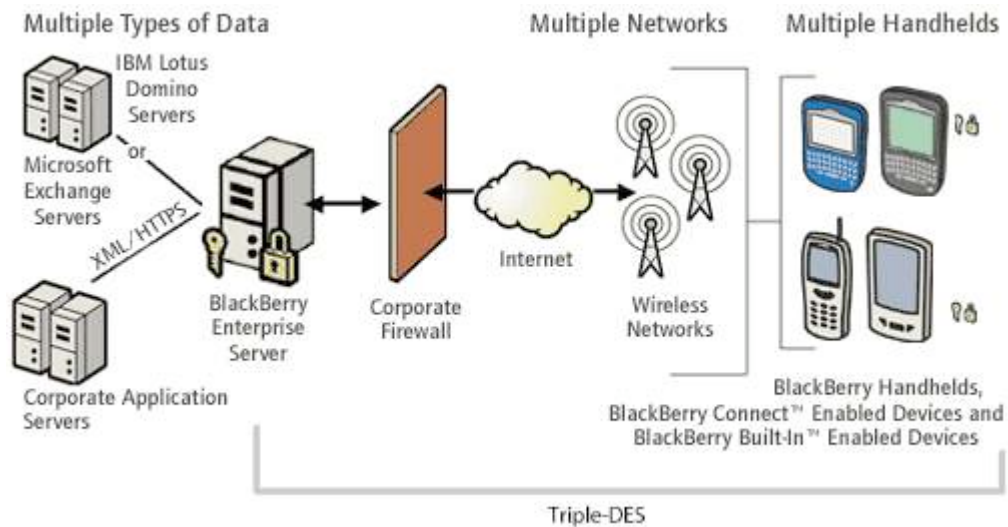 Multiple Types of Data
Multiple Networks
Multiple Handhelds
IBM Lotus
Domino
Servers
or
Microsoft
Exchange
Servers
XML/HTTPS
BlackBerry
Enterprise
Server
Corporate
Firewall
Internet
Wireless
Networks
Corporate Application
Servers
BlackBerry Handhelds,
BlackBerry Connect™ Enabled Devices and
BlackBerry Built-In™ Enabled Devices
Triple-DES